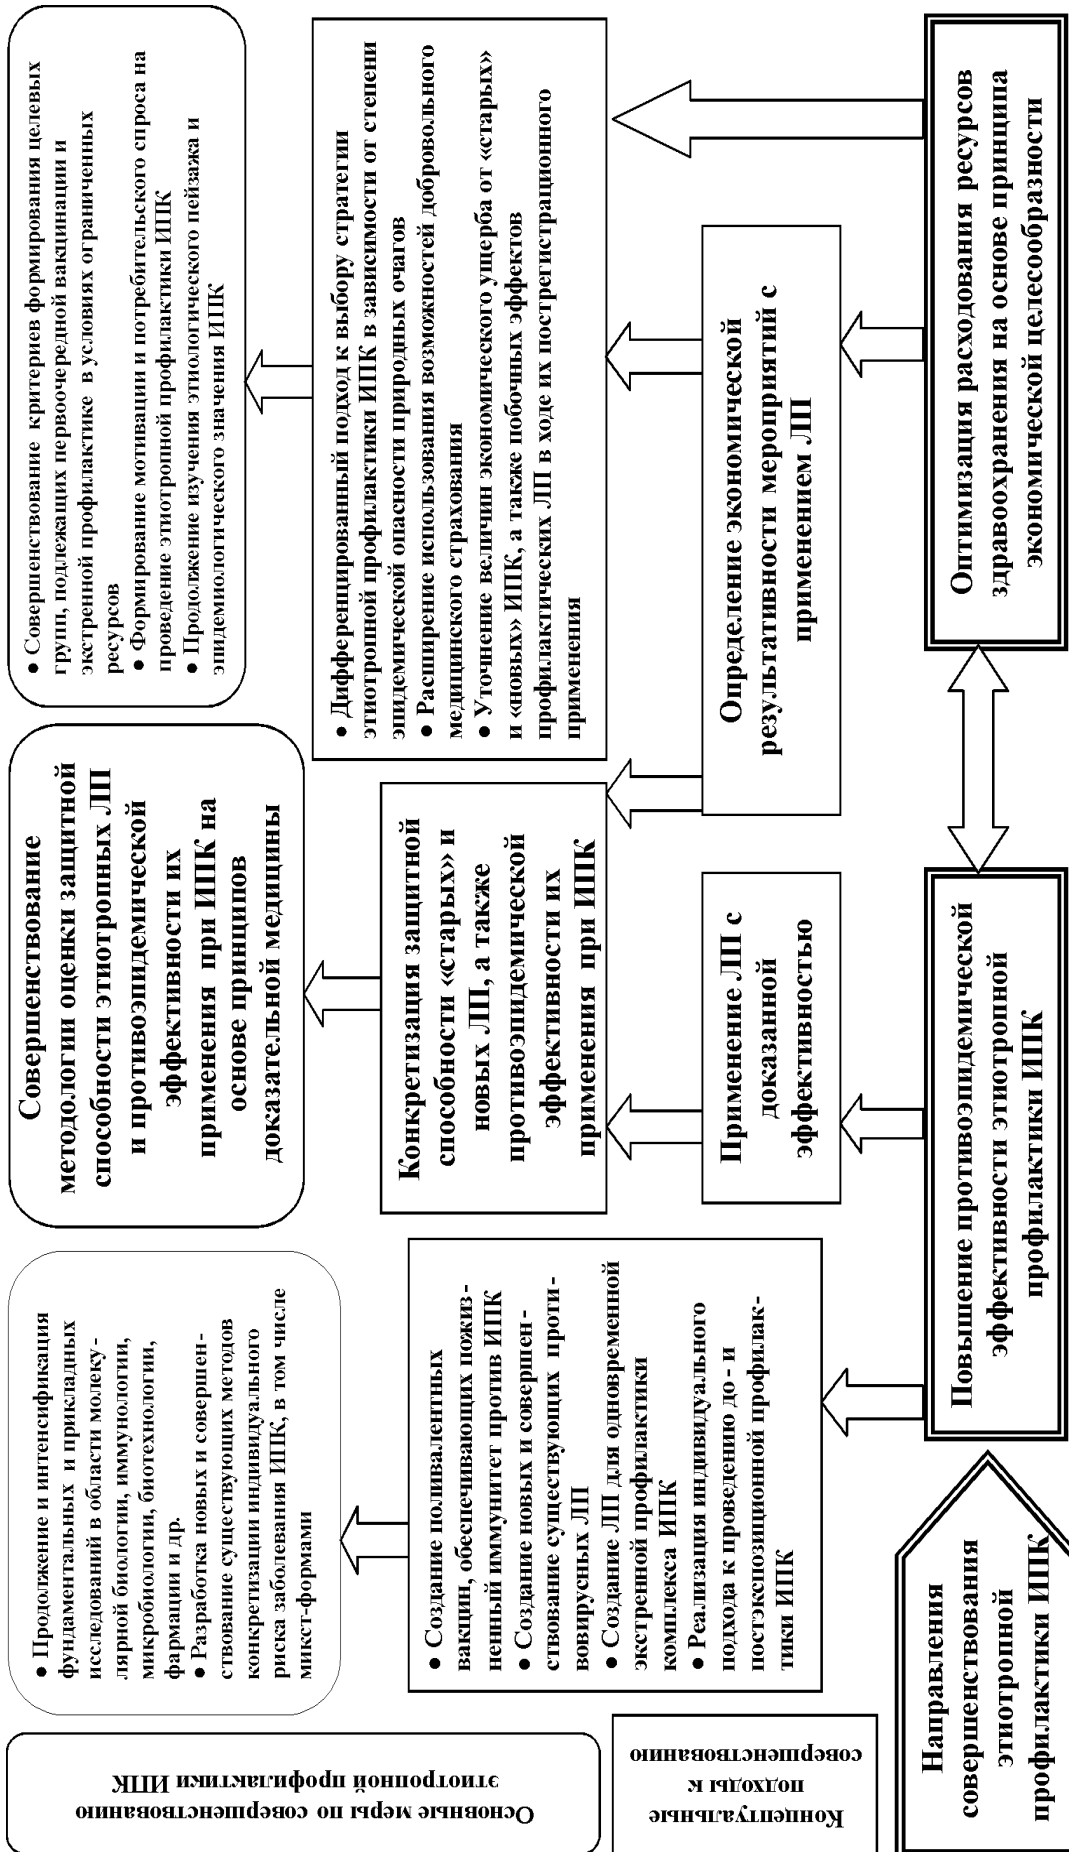 Основные меры по совершенствованию
этиотропной профилактики ИПК
● Продолжение и интенсификация
фундаментальных и прикладных
исследований в области молеку-
лярной биологии, иммунологии,
микробиологии, биотехнологии,
фармации и др.
● Разработка новых и совершен-
ствование существующих методов
конкретизации индивидуального
риска заболевания ИПК, в том числе
микст-формами
Совершенствование
методологии оценки защитной
способности этиотропных ЛП
и противоэпидемической
эффективности их
применения при ИПК на
основе принципов
доказательной медицины
● Совершенствование критериев формирования целевых
групп, подлежащих первоочередной вакцинации и
экстренной профилактике в условиях ограниченных
ресурсов
● Формирование мотивации и потребительского спроса на
проведение этиотропной профилактики ИПК
● Продолжение изучения этиологического пейзажа и
эпидемиологического значения ИПК
Концептуальные
подходы к
совершенствованию
● Создание поливалентных
вакцин, обеспечивающих пожиз-
ненный иммунитет против ИПК
● Создание новых и совершен-
ствование существующих проти-
вовирусных ЛП
● Создание ЛП для одновременной
экстренной профилактики
комплекса ИПК
● Реализация индивидуального
подхода к проведению до - и
постэкспозиционной профилак-
тики ИПК
Конкретизация защитной
способности «старых» и
новых ЛП, а также
противоэпидемической
эффективности их
применения при ИПК
● Дифференцированный подход к выбору стратегии
этиотропной профилактики ИПК в зависимости от степени
эпидемической опасности природных очагов
● Расширение использования возможностей добровольного
медицинского страхования
● Уточнение величин экономического ущерба от «старых»
и «новых» ИПК, а также побочных эффектов
профилактических ЛП в ходе их пострегистрационного
применения
Применение ЛП с
доказанной
эффективностью
Определение экономической
результативности мероприятий с
применением ЛП
Направления
совершенствования
этиотропной
профилактики ИПК
Повышение противоэпидемической
эффективности этиотропной
профилактики ИПК
Оптимизация расходования ресурсов
здравоохранения на основе принципа
экономической целесообразности